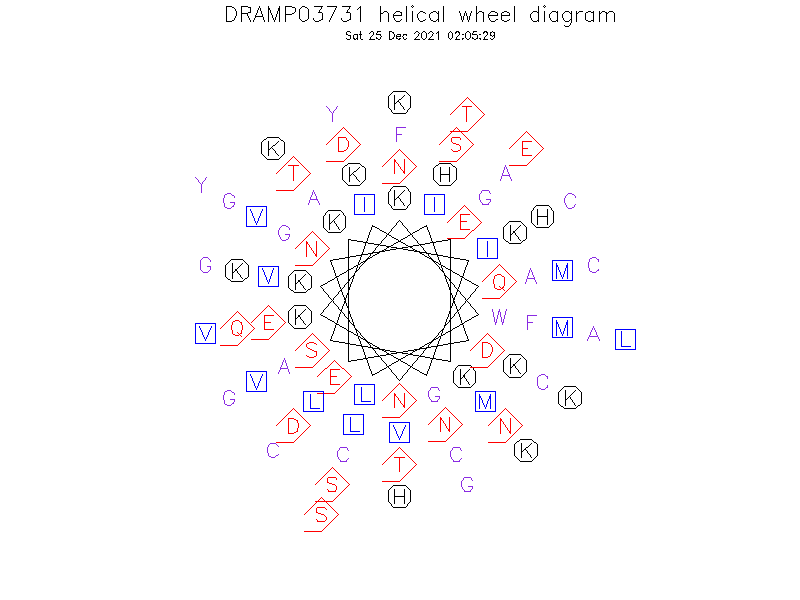 DRAMP03731 helical wheel diagram
Sat 25 Dec 2021 02:05:29
K
Y T
F
D S
K E
N
T K H A
Y
G A K G C
I I
V K E H
G K
N I
G K V K Q A M C
V Q E K W F M A L
S D
A K
V E K C
G L L N G M K
D L V N N
C C C K
T
S G
H
S